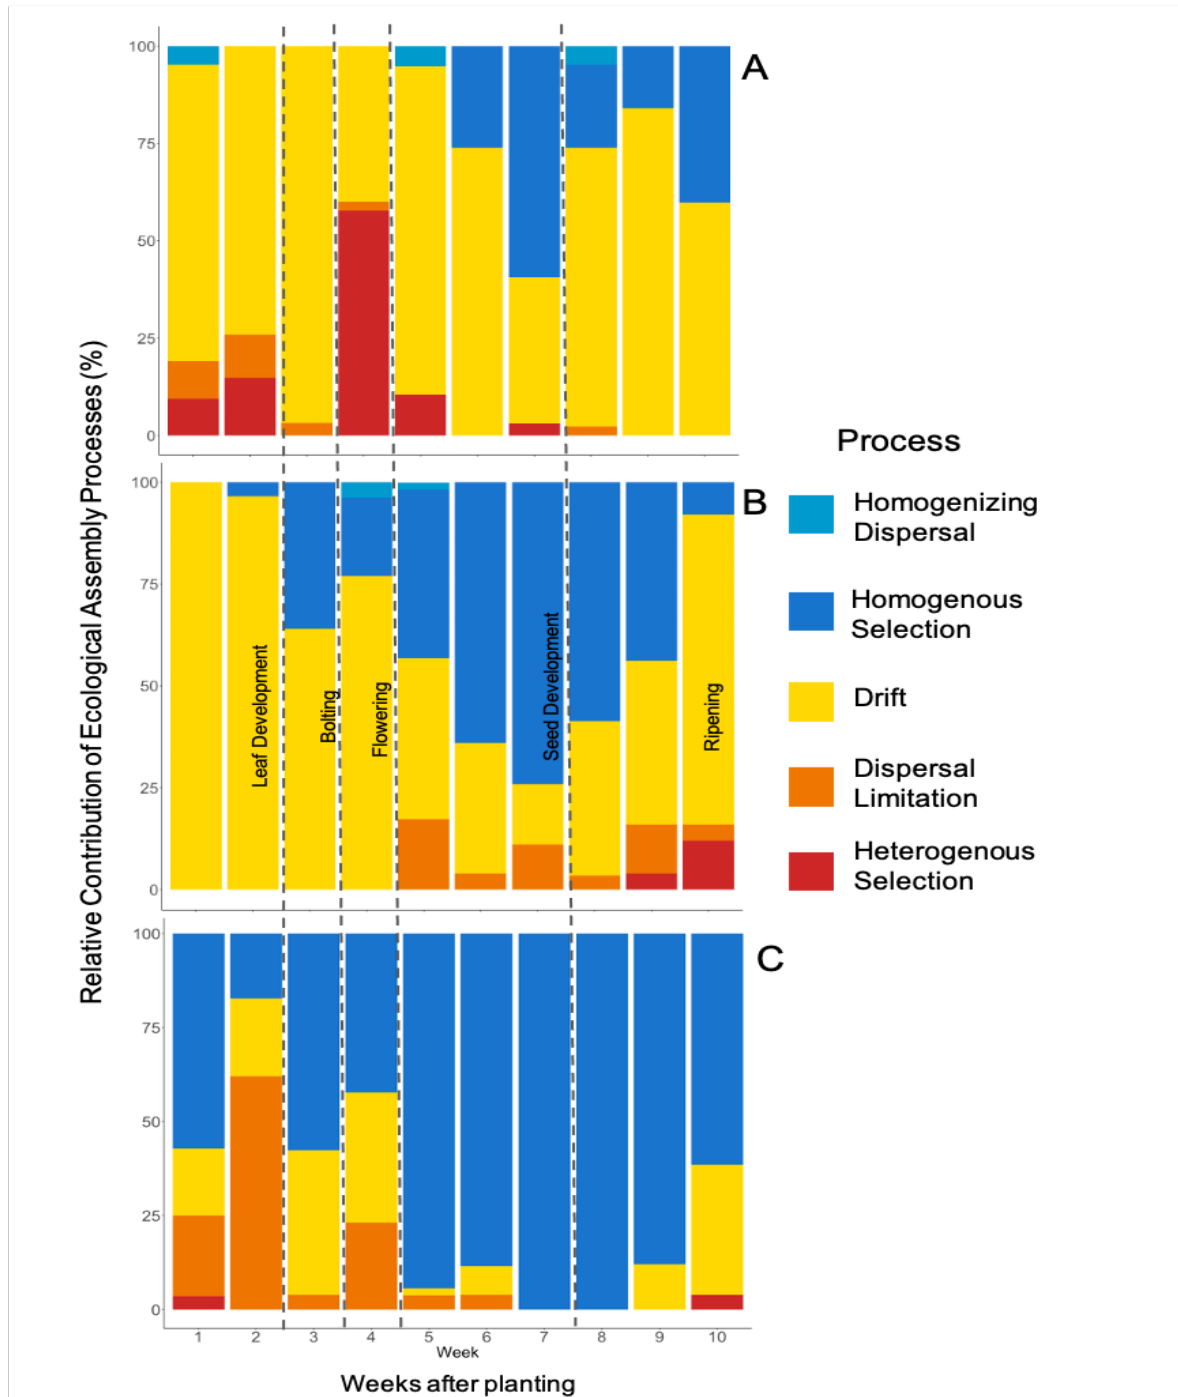 Relative Contribution of Ecological Assembly Processes (%)
100
75
50
25
0
A
100
75
50
25
0
B
Leaf Development
Bolting
Flowering
Seed Development
Ripening
100
75
50
25
0
C
1 2 3 4 5 6 7 8 9 10
Week
Weeks after planting
Process
Homogenizing
Dispersal
Homogenous
Selection
Drift
Dispersal
Limitation
Heterogenous
Selection